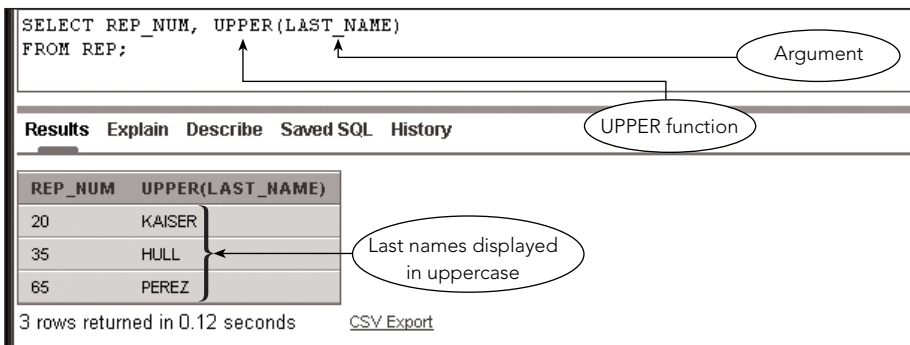 SELECT REP_NUM, UPPER(LAST_NAME)
FROM REP;
Argument
UPPER function
Results Explain Describe Saved SQL History
REP_NUM UPPER(LAST_NAME)
20 KAISER
35 HULL
65 PEREZ
Last names displayed
in uppercase
3 rows returned in 0.12 seconds CSV Export